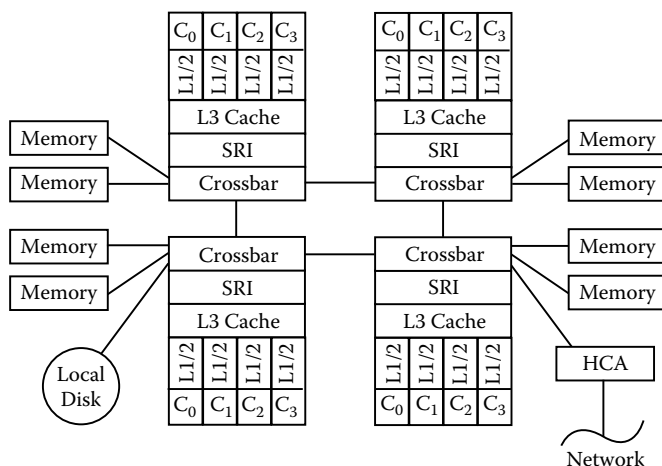 C0 C1 C2 C3 C0 C1 C2 C3
L1/2 L1/2 L1/2 L1/2 L1/2 L1/2 L1/2 L1/2
L3 Cache L3 Cache
Memory SRI SRI Memory
Memory Crossbar Crossbar Memory
Memory Crossbar Crossbar Memory
Memory SRI SRI Memory
L3 Cache L3 Cache
L1/2 L1/2 L1/2 L1/2 L1/2 L1/2 L1/2 L1/2 HCA
Local
Disk
C0 C1 C2 C3 C0 C1 C2 C3
Network